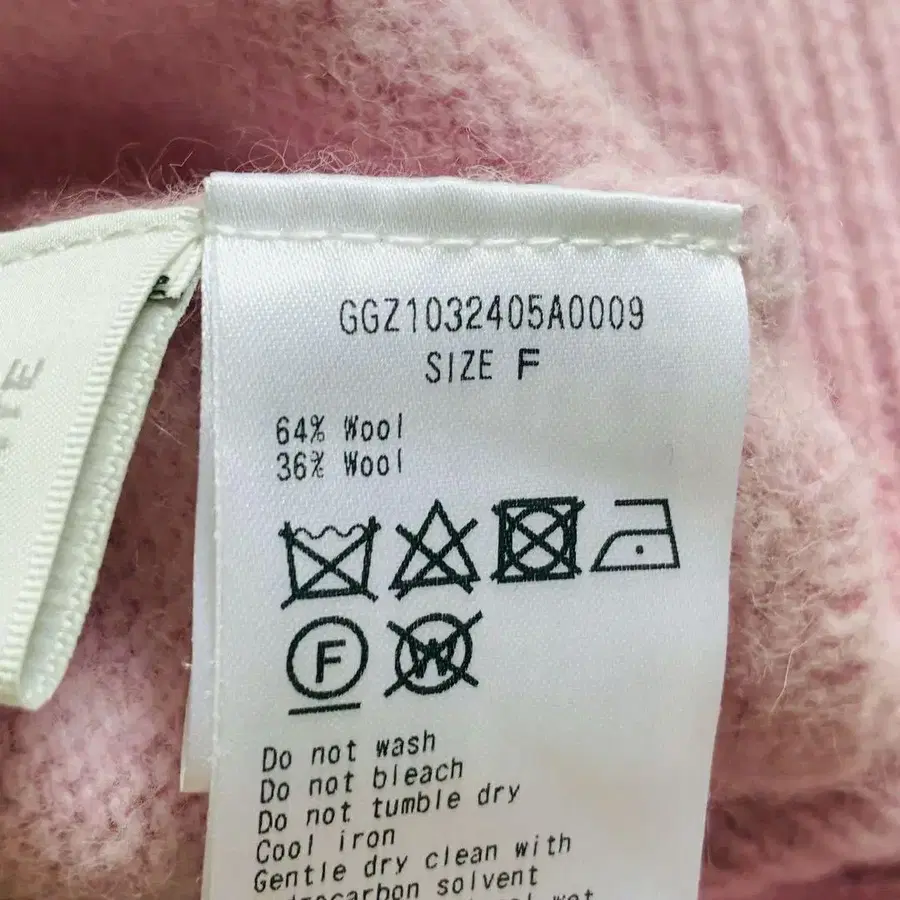 GGZ1032405A0009
SIZE F
64% Wool
36% Wool
F
W
Do not wash
Do not bleach
Do not tumble dry
Cool iron
Gentle dry clean with
solvent